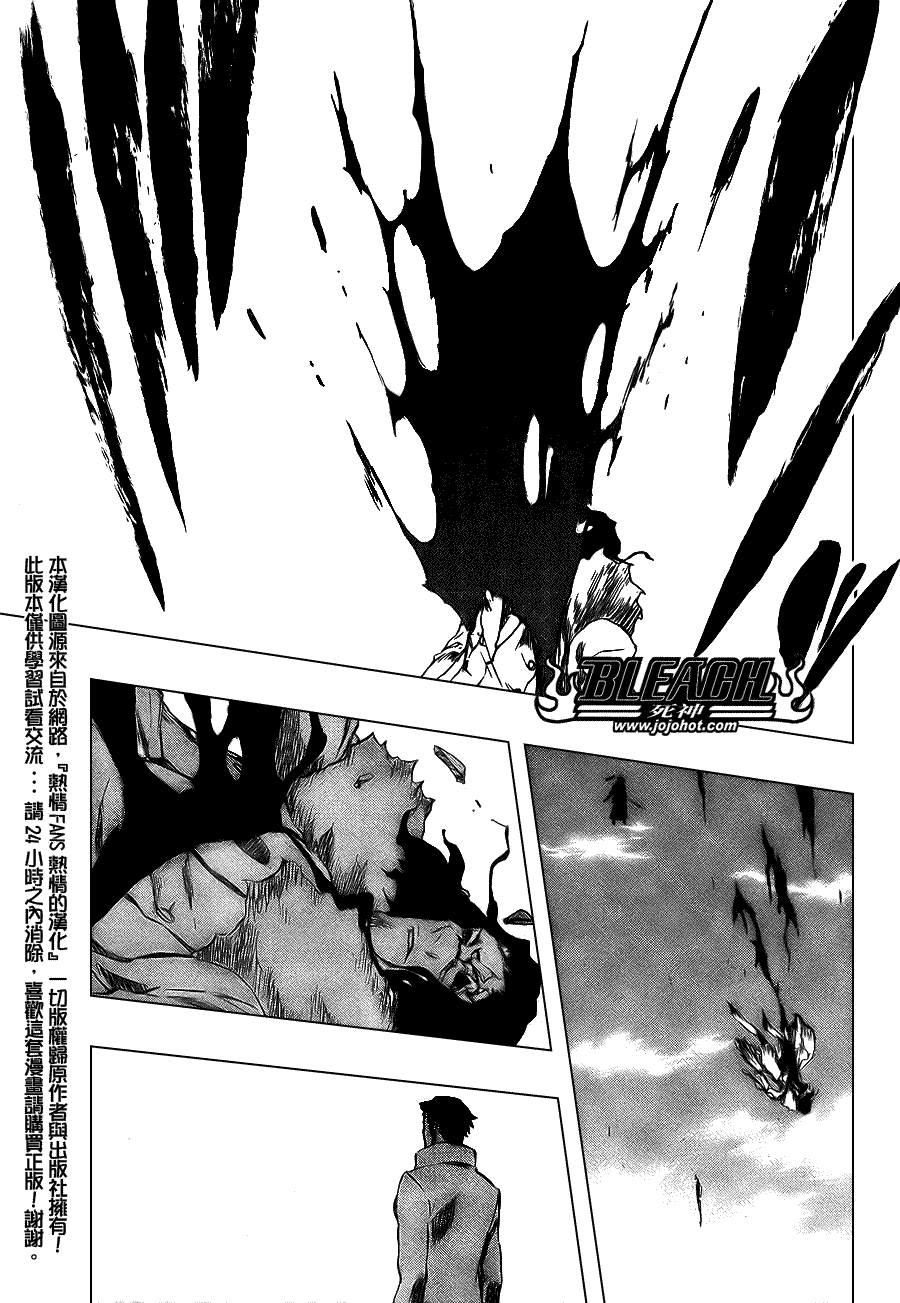 BLEACH
死神
www.jojohot.com
本漢化圖源來自於網路，『熱情FANS 熱情的漢化』一切版權歸原作者與出版社擁有！
此版本僅供學習試看交流… 請24小時之內消除，喜歡這套漫畫請購買正版！謝謝。